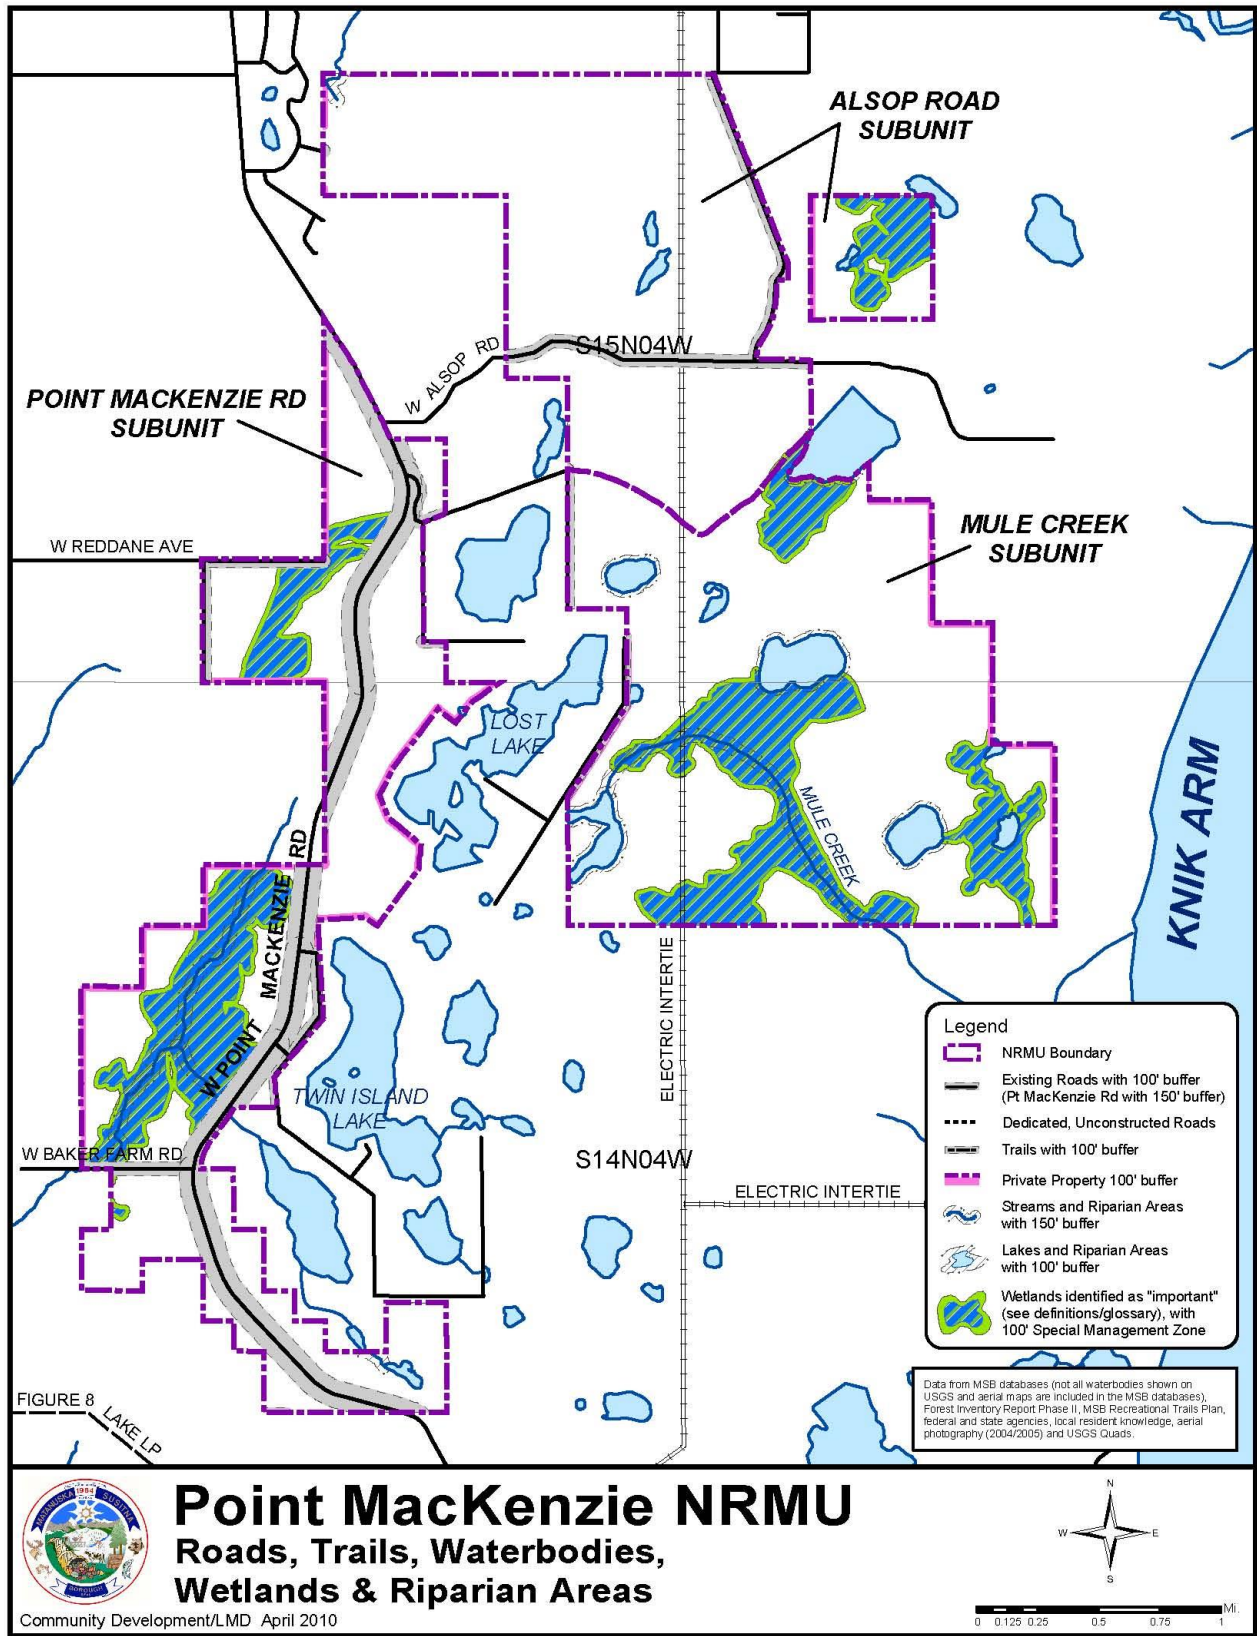 ALSOP ROAD
SUBUNIT
S15N04W
W ALSOP RD
POINT MACKENZIE RD
SUBUNIT
W REDDANE AVE
MULE CREEK
SUBUNIT
LOST
LAKE
MULE CREEK
KNIK ARM
W POINT MACKENZIE RD
ELECTRIC INTERTIE
TWIN ISLAND
LAKE
W BAKER FARM RD
S14N04W
ELECTRIC INTERTIE
FIGURE 8 LAKE LP
Legend
NRMU Boundary
Existing Roads with 100' buffer
(Pt MacKenzie Rd with 150' buffer)
Dedicated, Unconstructed Roads
Trails with 100' buffer
Private Property 100' buffer
Streams and Riparian Areas
with 150' buffer
Lakes and Riparian Areas
with 100' buffer
Wetlands identified as "important"
(see definitions/glossary), with
100' Special Management Zone
Data from MSB databases (not all waterbodies shown on
USGS and aerial maps are included in the MSB databases),
Forest Inventory Report Phase II, MSB Recreational Trails Plan,
federal and state agencies, local resident knowledge, aerial
photography (2004/2005) and USGS Quads.
MATANUSKA SUSITNA
1964
BOROUGH
Point MacKenzie NRMU
Roads, Trails, Waterbodies,
Wetlands & Riparian Areas
Community Development/LMD April 2010
N
W E
S
Mi.
0 0.125 0.25 0.5 0.75 1